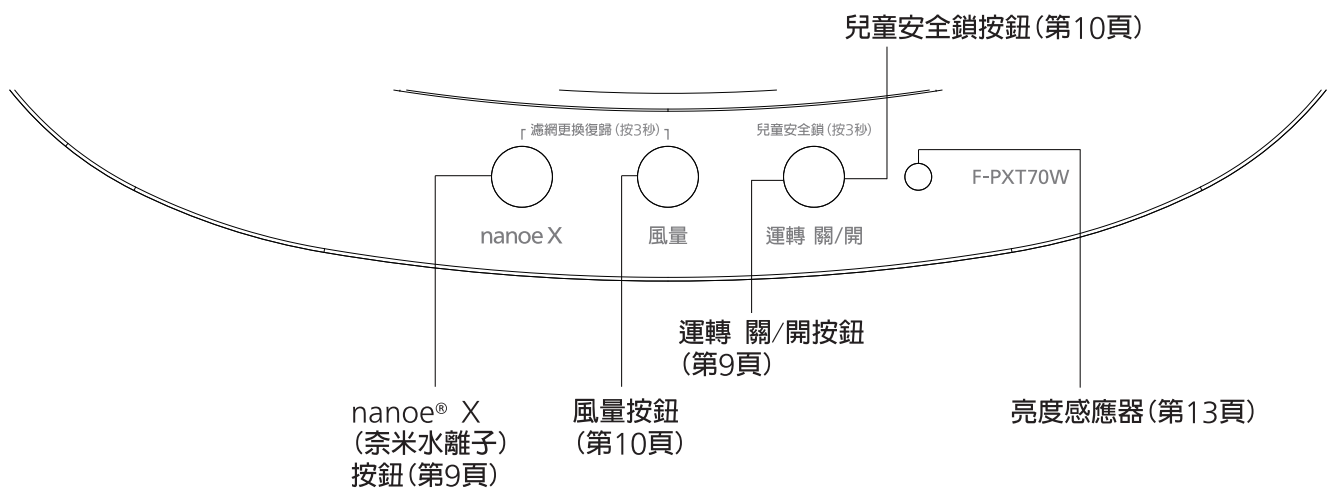 兒童安全鎖按鈕(第10頁)
濾網更換復歸(按3秒)
兒童安全鎖(按3秒)
F-PXT70W
nanoe X
風量
運轉 關/開
運轉 關/開按鈕
(第9頁)
nanoe® X
(奈米水離子)
按鈕(第9頁)
風量按鈕
(第10頁)
亮度感應器(第13頁)